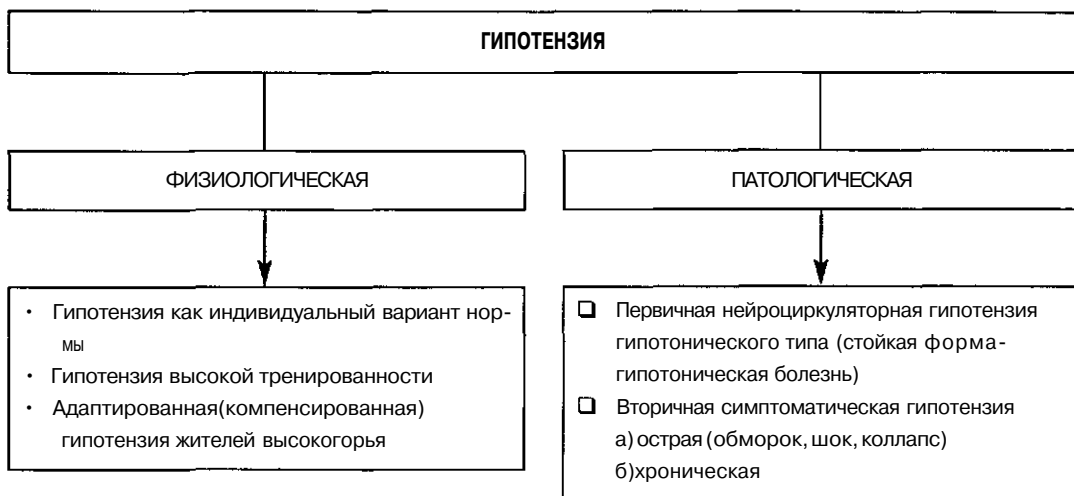 ГИПОТЕНЗИЯ
ФИЗИОЛОГИЧЕСКАЯ
ПАТОЛОГИЧЕСКАЯ
· Гипотензия как индивидуальный вариант нор-
мы
· Гипотензия высокой тренированности
· Адаптированная(компенсированная)
гипотензия жителей высокогорья
❑ Первичная нейроциркуляторная гипотензия
гипотонического типа (стойкая форма-
гипотоническая болезнь)
❑ Вторичная симптоматическая гипотензия
а) острая (обморок, шок, коллапс)
б)хроническая